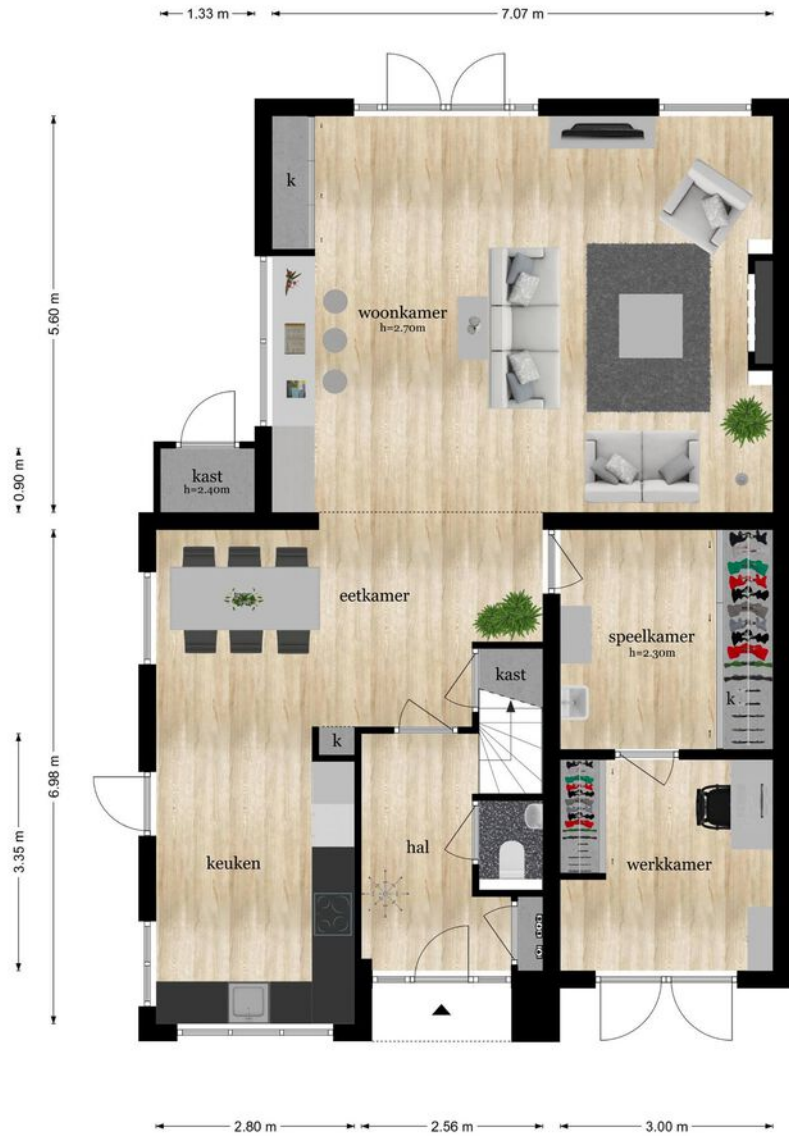 1.33 m
7.07 m
5.60 m
0.90 m
6.98 m
3.35 m
k
woonkamer
h=2.70m
kast
h=2.40m
eetkamer
speelkamer
h=2.30m
kast
k
k
keuken
hal
werkkamer
2.80 m
2.56 m
3.00 m